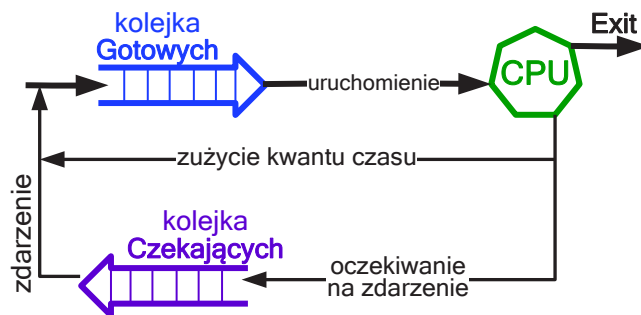 kolejka
Gotowych
Exit
CPU
uruchomienie
zużycie kwantu czasu
zdarzenie
kolejka
Czekających
oczekiwanie
na zdarzenie